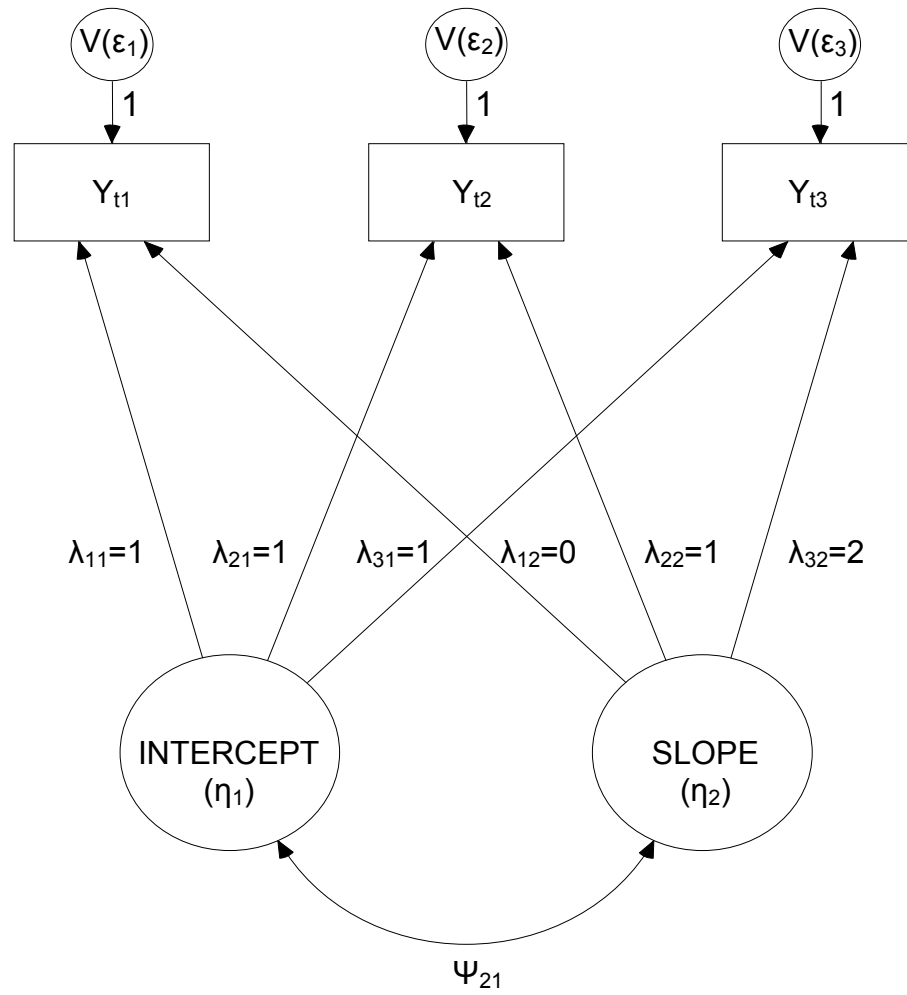 V(ε₁)
V(ε₂)
V(ε₃)
1
1
1
Yₜ₁
Yₜ₂
Yₜ₃
λ₁₁=1
λ₂₁=1
λ₃₁=1
λ₁₂=0
λ₂₂=1
λ₃₂=2
INTERCEPT
(η₁)
SLOPE
(η₂)
Ψ₂₁